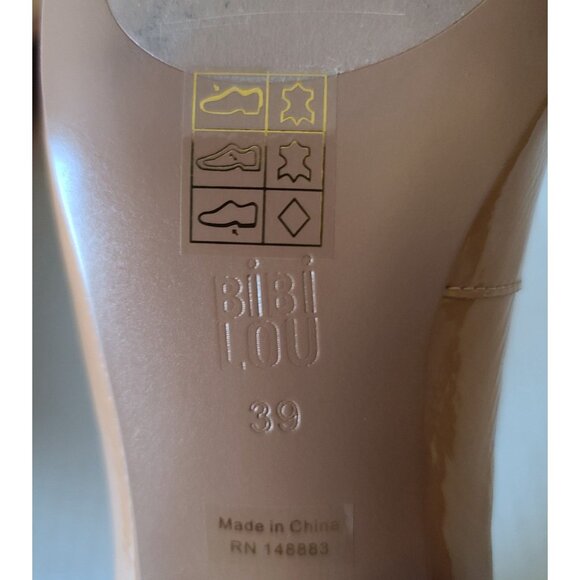 BiBi
LOU
39
Made in China
RN 148883